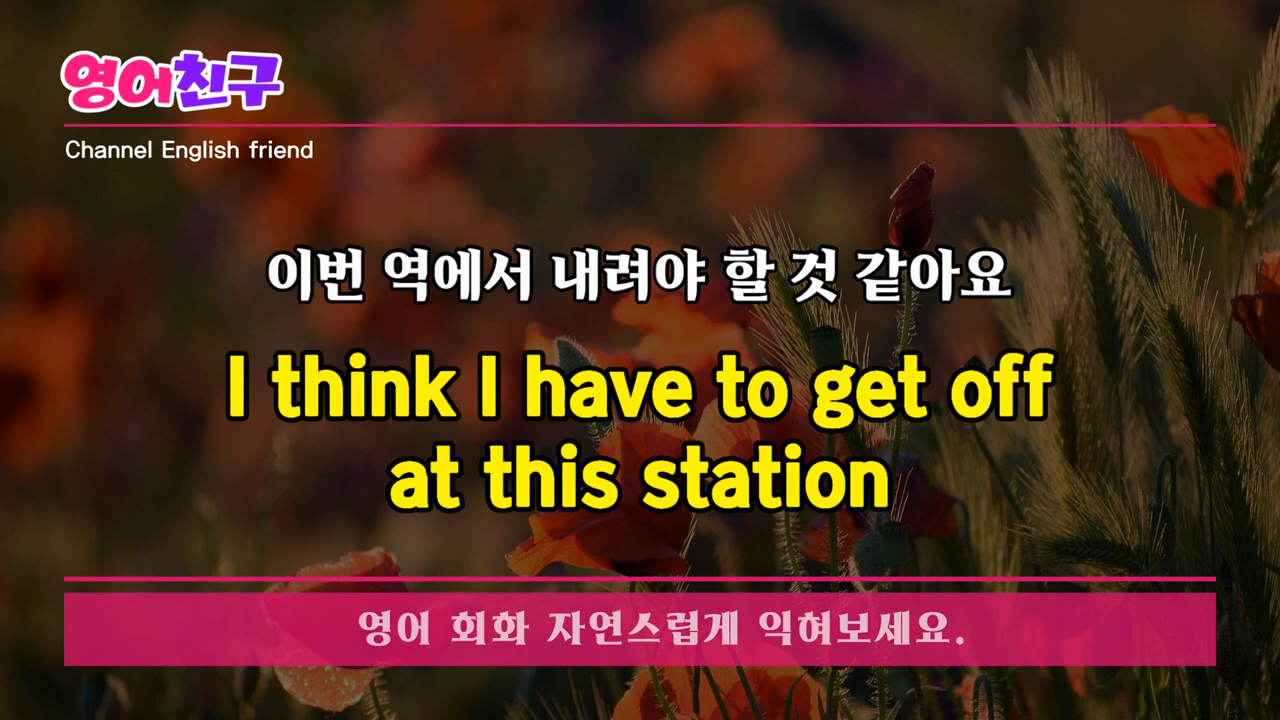 영어친구
Channel English friend
이번 역에서 내려야 할 것 같아요
I think I have to get off
at this station
영어 회화 자연스럽게 익혀보세요.